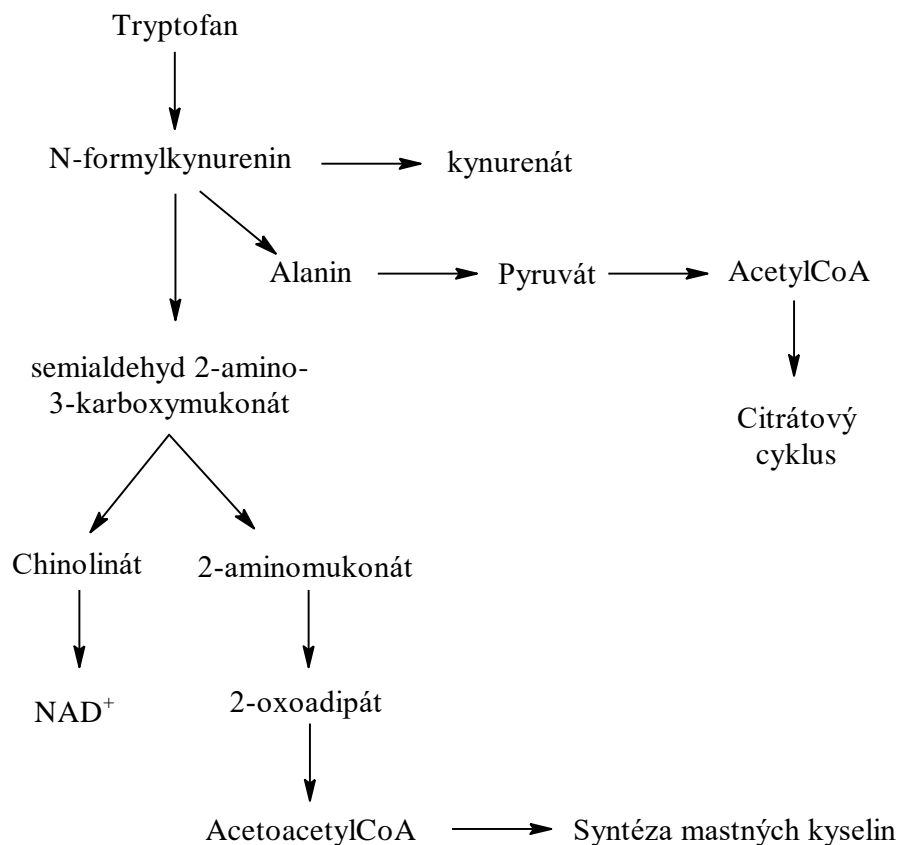 Tryptofan
N-formylkynurenin
kynurenát
Alanin
Pyruvát
AcetylCoA
semialdehyd 2-amino-
3-karboxymukonát
Citrátový
cyklus
Chinolinát
2-aminomukonát
NAD⁺
2-oxoadipát
AcetoacetylCoA
Syntéza mastných kyselin